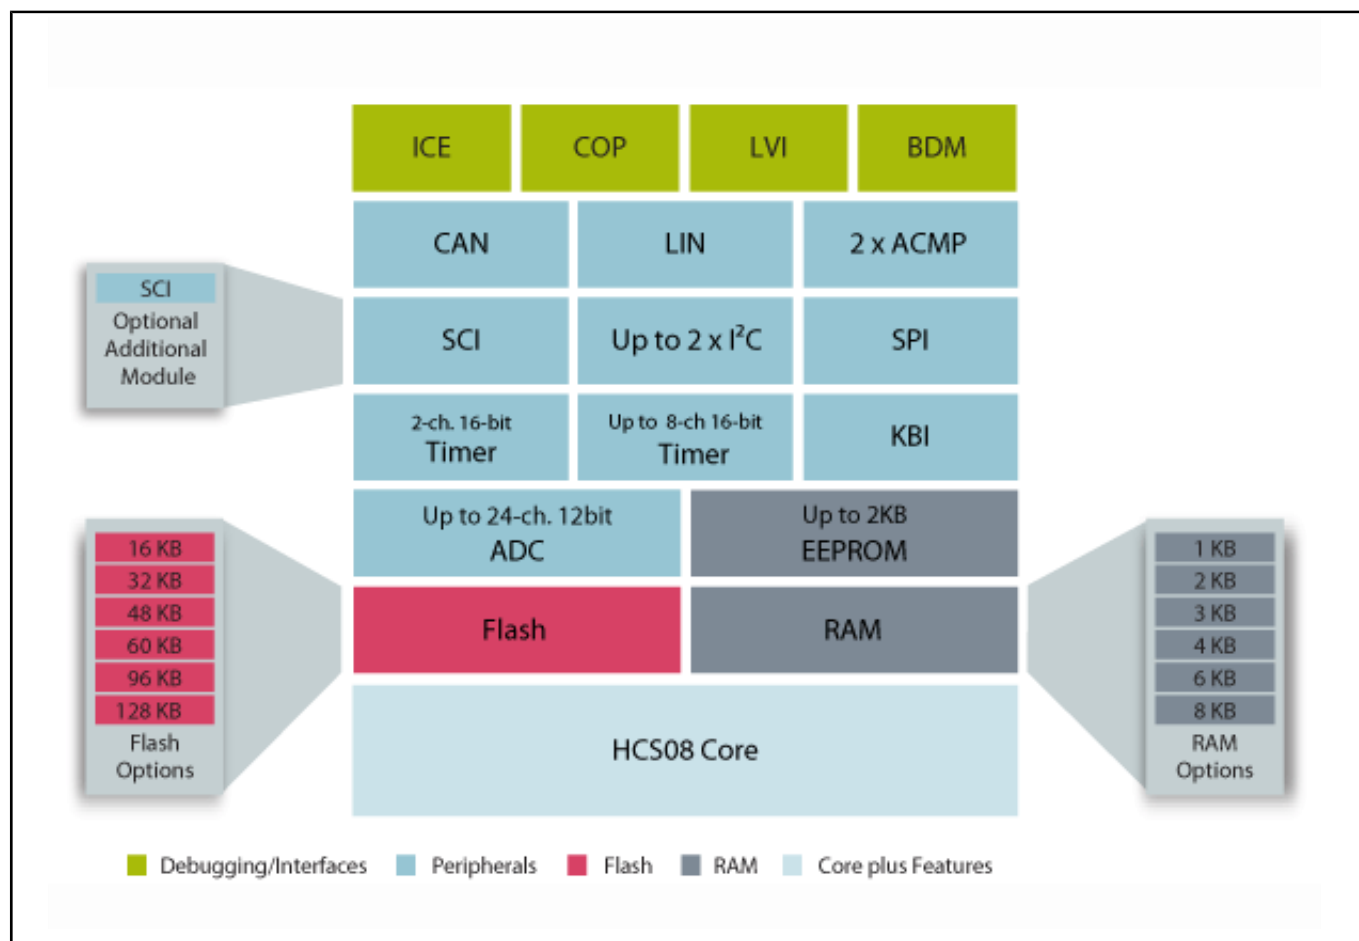 ICE
COP
LVI
BDM
CAN
LIN
2 x ACMP
SCI
Optional
Additional
Module
SCI
Up to 2 x I²C
SPI
2-ch. 16-bit
Timer
Up to 8-ch 16-bit
Timer
KBI
Up to 24-ch. 12bit
ADC
Up to 2KB
EEPROM
16 KB
32 KB
48 KB
60 KB
96 KB
128 KB
Flash
Options
Flash
RAM
1 KB
2 KB
3 KB
4 KB
6 KB
8 KB
RAM
Options
HCS08 Core
Debugging/Interfaces
Peripherals
Flash
RAM
Core plus Features